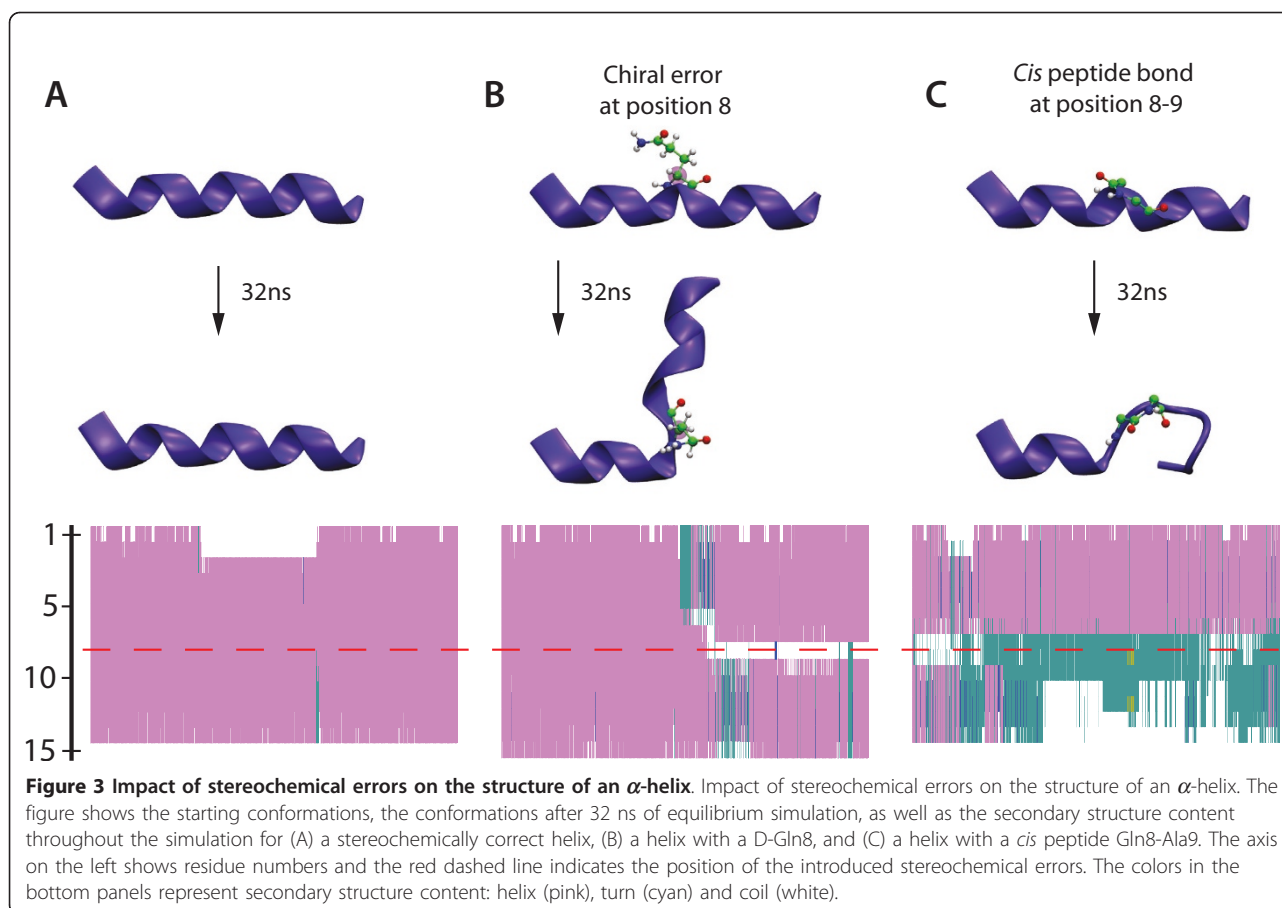 A
B
Chiral error
at position 8
C
Cis peptide bond
at position 8-9
32ns
32ns
32ns
1
5
10
15
Figure 3 Impact of stereochemical errors on the structure of an α-helix. Impact of stereochemical errors on the structure of an α-helix. The
figure shows the starting conformations, the conformations after 32 ns of equilibrium simulation, as well as the secondary structure content
throughout the simulation for (A) a stereochemically correct helix, (B) a helix with a D-Gln8, and (C) a helix with a cis peptide Gln8-Ala9. The axis
on the left shows residue numbers and the red dashed line indicates the position of the introduced stereochemical errors. The colors in the
bottom panels represent secondary structure content: helix (pink), turn (cyan) and coil (white).